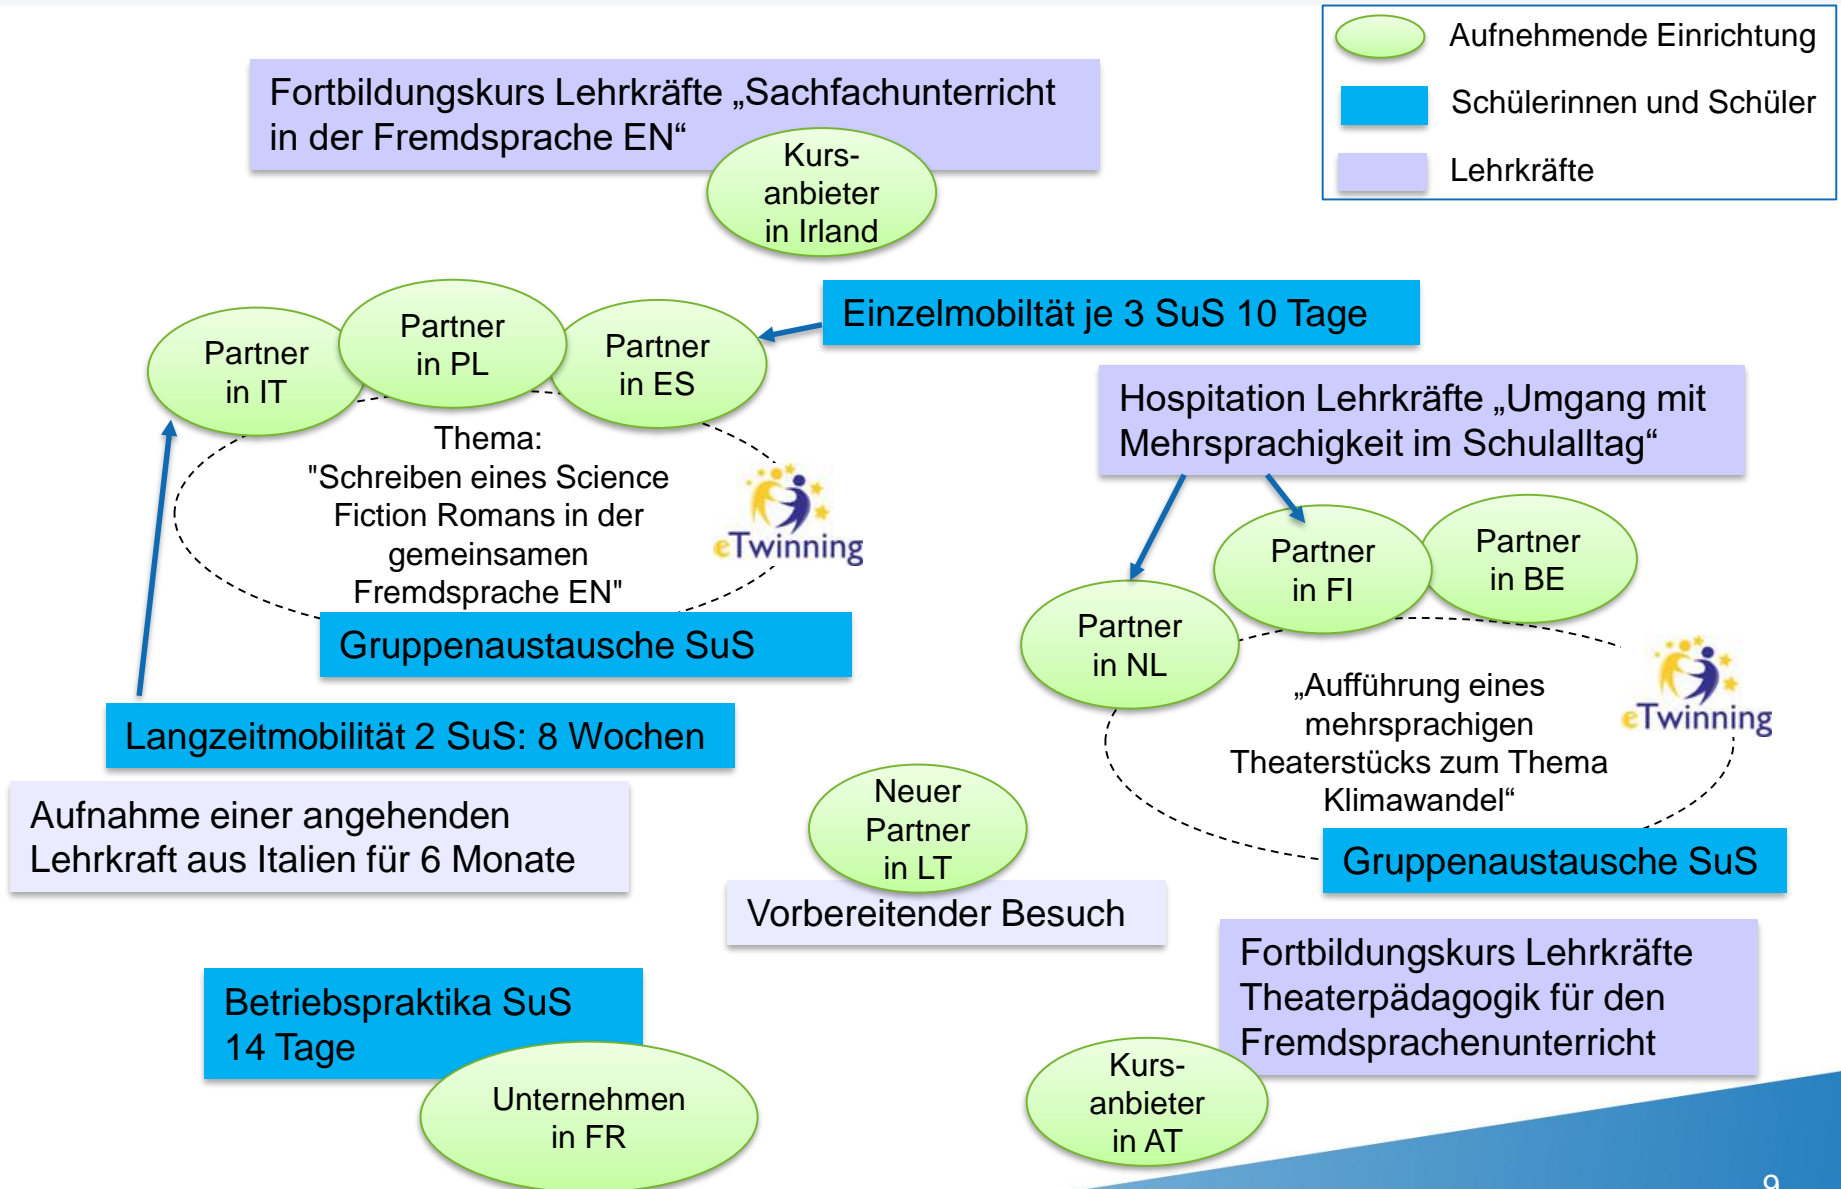 Aufnehmende Einrichtung
Schülerinnen und Schüler
Lehrkräfte
Fortbildungskurs Lehrkräfte „Sachfachunterricht
in der Fremdsprache EN“
Kurs-
anbieter
in Irland
Einzelmobiltät je 3 SuS 10 Tage
Partner
in IT
Partner
in PL
Partner
in ES
Thema:
"Schreiben eines Science
Fiction Romans in der
gemeinsamen
Fremdsprache EN"
eTwinning
Gruppenaustausche SuS
Hospitation Lehrkräfte „Umgang mit
Mehrsprachigkeit im Schulalltag“
Partner
in NL
Partner
in FI
Partner
in BE
„Aufführung eines
mehrsprachigen
Theaterstücks zum Thema
Klimawandel“
eTwinning
Gruppenaustausche SuS
Langzeitmobilität 2 SuS: 8 Wochen
Aufnahme einer angehenden
Lehrkraft aus Italien für 6 Monate
Neuer
Partner
in LT
Vorbereitender Besuch
Betriebspraktika SuS
14 Tage
Unternehmen
in FR
Fortbildungskurs Lehrkräfte
Theaterpädagogik für den
Fremdsprachenunterricht
Kurs-
anbieter
in AT
9